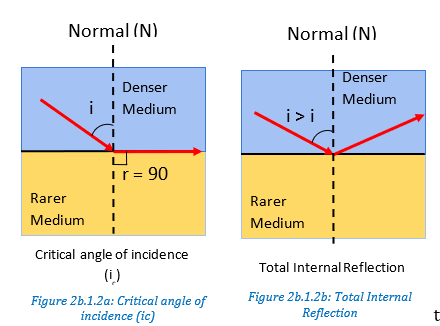 Normal (N)
Denser
Medium
i
r = 90
Rarer
Medium
Critical angle of incidence
(ic)
Figure 2b.1.2a: Critical angle of
incidence (ic)
Normal (N)
Denser
Medium
i > i
Rarer
Medium
Total Internal Reflection
Figure 2b.1.2b: Total Internal
Reflection
t